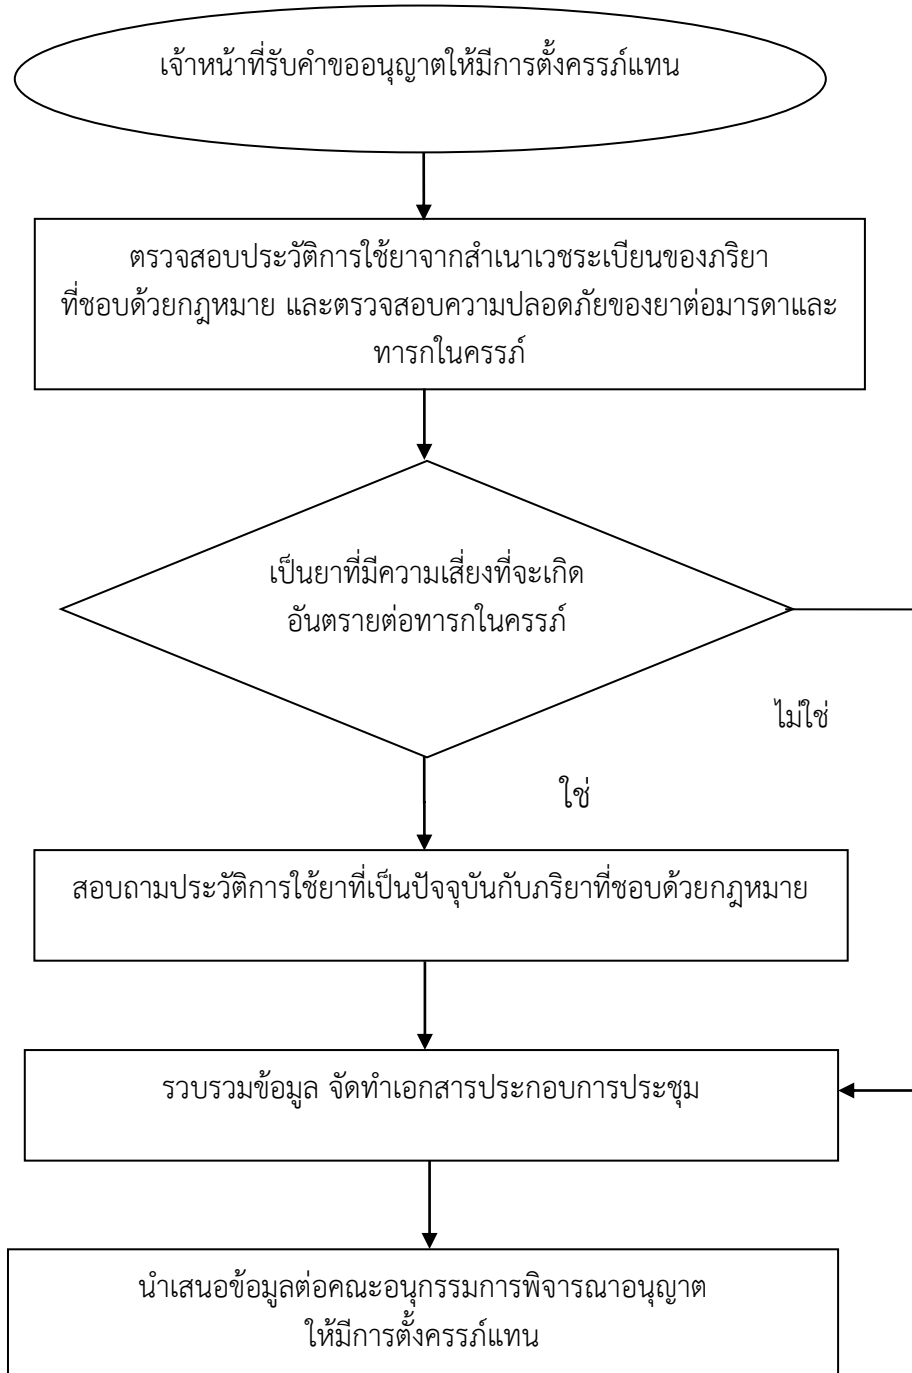 เจ้าหน้าที่รับคำขออนุญาตให้มีการตั้งครรภ์แทน
ตรวจสอบประวัติการใช้ยาจากสำเนาเวชระเบียนของภริยา
ที่ชอบด้วยกฎหมาย และตรวจสอบความปลอดภัยของยาต่อมารดาและ
ทารกในครรภ์
เป็นยาที่มีความเสี่ยงที่จะเกิด
อันตรายต่อทารกในครรภ์
ไม่ใช่
ใช่
สอบถามประวัติการใช้ยาที่เป็นปัจจุบันกับภริยาที่ชอบด้วยกฎหมาย
รวบรวมข้อมูล จัดทำเอกสารประกอบการประชุม
นำเสนอข้อมูลต่อคณะอนุกรรมการพิจารณาอนุญาต
ให้มีการตั้งครรภ์แทน